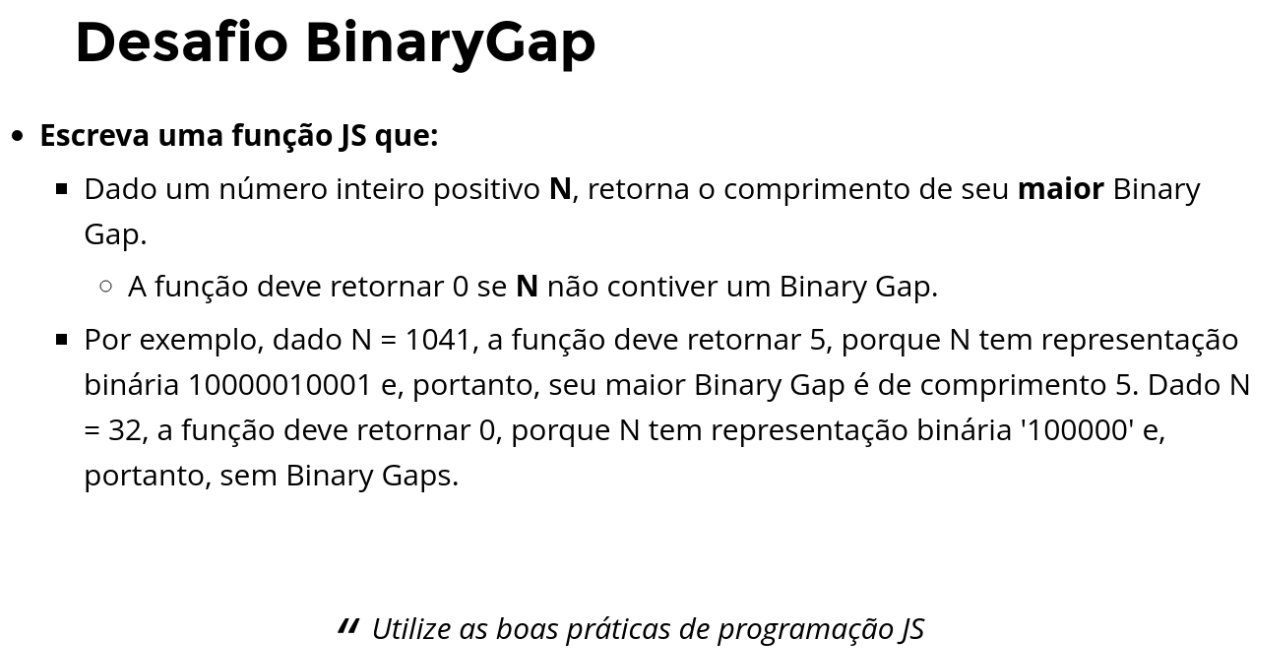 Desafio BinaryGap
• Escreva uma função JS que:
▪ Dado um número inteiro positivo N, retorna o comprimento de seu maior Binary
Gap.
○ A função deve retornar 0 se N não contiver um Binary Gap.
▪ Por exemplo, dado N = 1041, a função deve retornar 5, porque N tem representação
binária 10000010001 e, portanto, seu maior Binary Gap é de comprimento 5. Dado N
= 32, a função deve retornar 0, porque N tem representação binária '100000' e,
portanto, sem Binary Gaps.
“ Utilize as boas práticas de programação JS